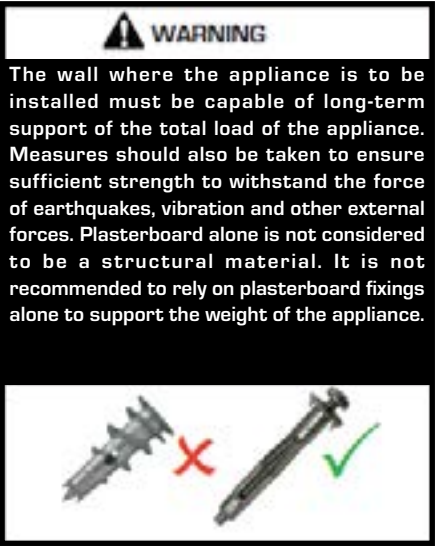 WARNING
The wall where the appliance is to be
installed must be capable of long-term
support of the total load of the appliance.
Measures should also be taken to ensure
sufficient strength to withstand the force
of earthquakes, vibration and other external
forces. Plasterboard alone is not considered
to be a structural material. It is not
recommended to rely on plasterboard fixings
alone to support the weight of the appliance.